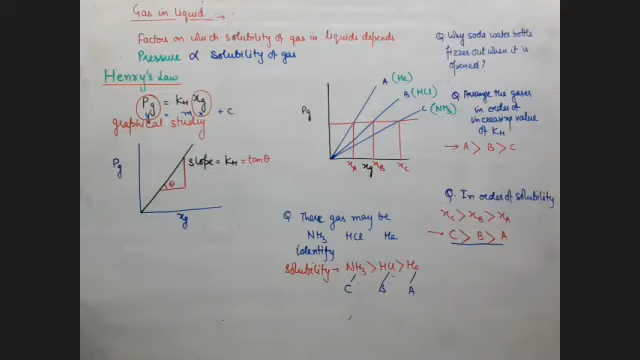 Gas in liquid :→
Factors on which solubility of gas in liquids depends
Pressure ∝ solubility of gas
Henry's Law
Pg = KH xg
y = m x + C
graphical studiy
Pg
slope = KH = tanθ
θ
xg
Pg
A (He)
B (HCl)
C (NH3)
xA xg xB xC
Q. These gas may be
NH3 HCl He
identify
solubility → NH3 > HCl > He
C B A
Q. Why soda water bottle
fizzes out when it is
opened?
Q Arrange the gases
in order of
increasing value
of KH
→ A > B > C
Q. In order of solubility
xC > xB > xA
→ C > B > A